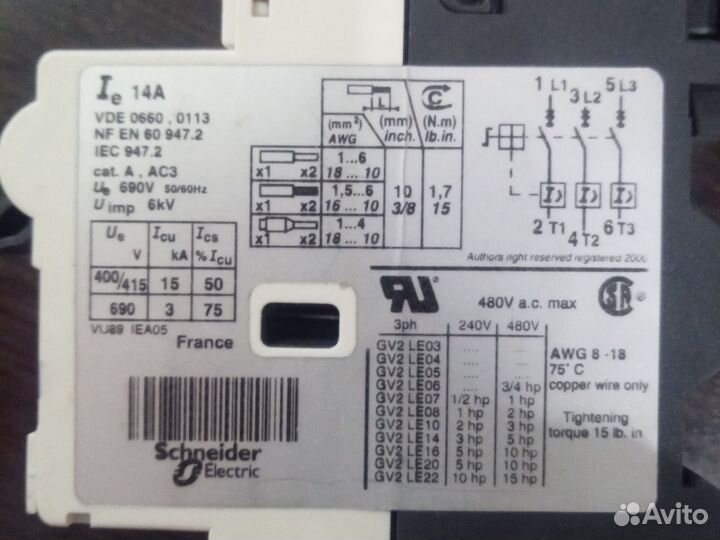 Ie 14A
VDE 0660 , 0113
NF EN 60 947.2
IEC 947.2
cat. A , AC3
Ue 690V 50/60Hz
U imp 6kV
Ue Icu Ics
V kA % Icu
400/415 15 50
690 3 75
VU89 IEA05
France
Schneider
Electric
L
C
(mm²) (mm) (N.m)
AWG inch. lb.in.
x1 x2 1...6
18 ... 10
x1 x2 1,5...6 10 1,7
16 ... 10 3/8 15
x1 x2 1...4
18 ... 10
1 L1 3 L2 5 L3
2 T1 4 T2 6 T3
Authors right reserved registered 2000
480V a.c. max
3ph 240V 480V
GV2 LE03 .... ....
GV2 LE04 .... ....
GV2 LE05 .... ....
GV2 LE06 .... 3/4 hp
GV2 LE07 1/2 hp 1 hp
GV2 LE08 1 hp 2 hp
GV2 LE10 2 hp 3 hp
GV2 LE14 3 hp 5 hp
GV2 LE16 5 hp 10 hp
GV2 LE20 5 hp 10 hp
GV2 LE22 10 hp 15 hp
AWG 8 -18
75° C
copper wire only
Tightening
torque 15 lb. in.
Avito